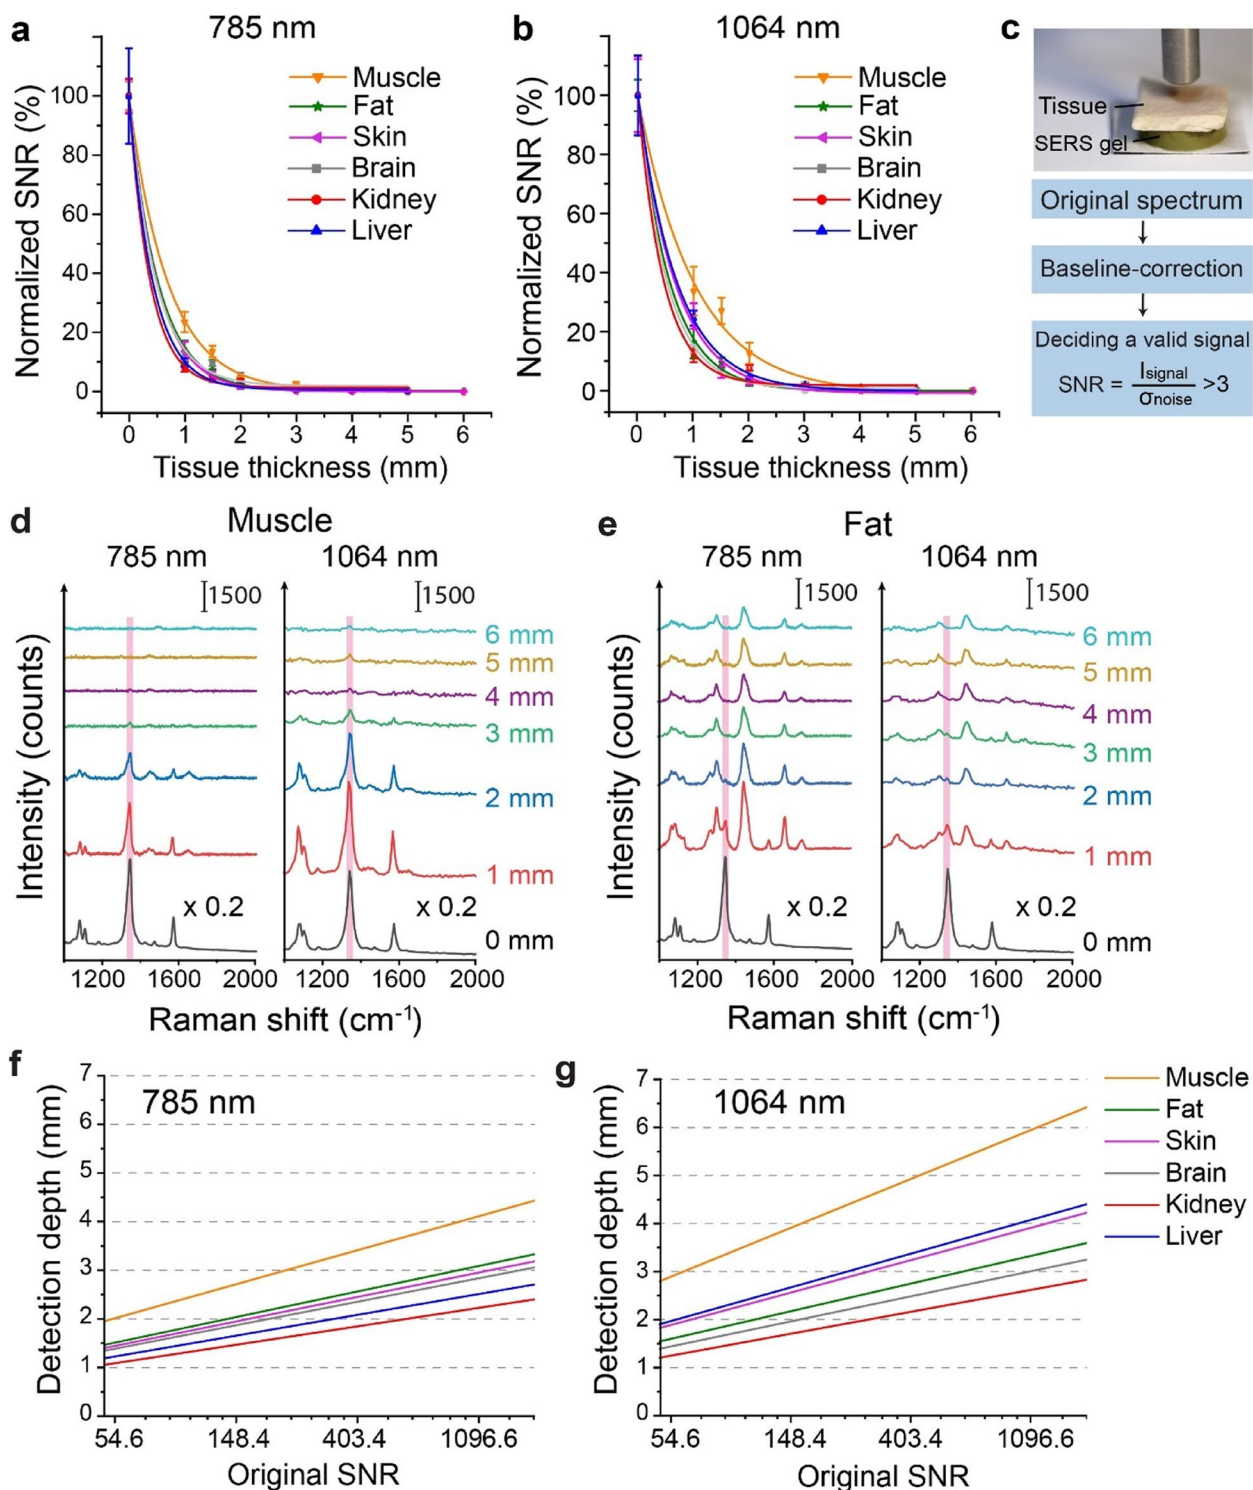 a
785 nm
Normalized SNR (%)
100
80
60
40
20
0
Muscle
Fat
Skin
Brain
Kidney
Liver
0 1 2 3 4 5 6
Tissue thickness (mm)
b
1064 nm
Normalized SNR (%)
100
80
60
40
20
0
Muscle
Fat
Skin
Brain
Kidney
Liver
0 1 2 3 4 5 6
Tissue thickness (mm)
c
Tissue
SERS gel
Original spectrum
Baseline-correction
Deciding a valid signal
SNR = Isignal / σnoise >3
d
Muscle
785 nm 1064 nm
1500 1500
Intensity (counts)
6 mm
5 mm
4 mm
3 mm
2 mm
1 mm
x 0.2 x 0.2
0 mm
1200 1600 2000 1200 1600 2000
Raman shift (cm-1)
e
Fat
785 nm 1064 nm
1500 1500
Intensity (counts)
6 mm
5 mm
4 mm
3 mm
2 mm
1 mm
x 0.2 x 0.2
0 mm
1200 1600 2000 1200 1600 2000
Raman shift (cm-1)
f
785 nm
Detection depth (mm)
7
6
5
4
3
2
1
0
54.6 148.4 403.4 1096.6
Original SNR
g
1064 nm
Detection depth (mm)
7
6
5
4
3
2
1
0
54.6 148.4 403.4 1096.6
Original SNR
Muscle
Fat
Skin
Brain
Kidney
Liver